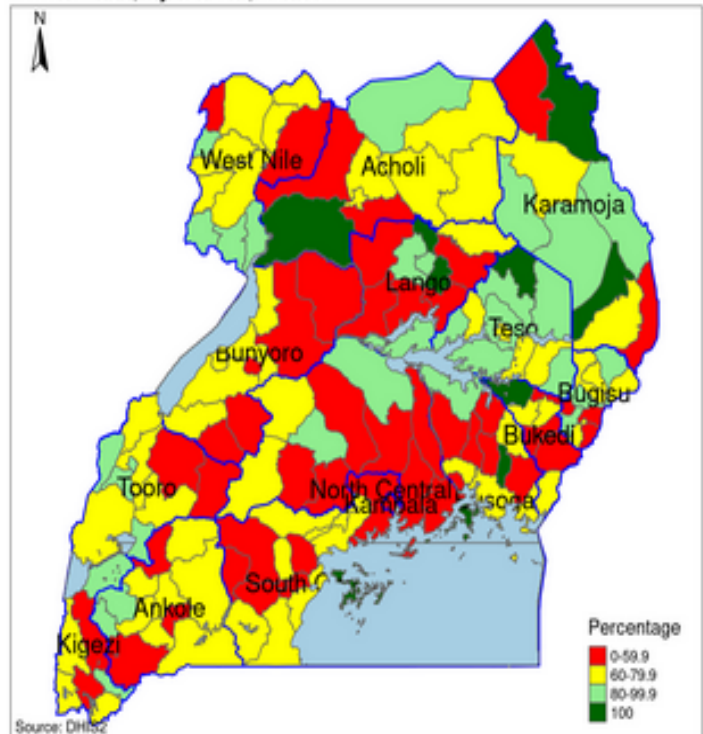 N
West Nile
Acholi
Karamoja
Lango
Teso
Bunyoro
Bugisu
Bukedi
Tooro
North Central
Kampala
South
Ankole
Kigezi
Percentage
0-59.9
60-79.9
80-99.9
100
Source: DHIS2